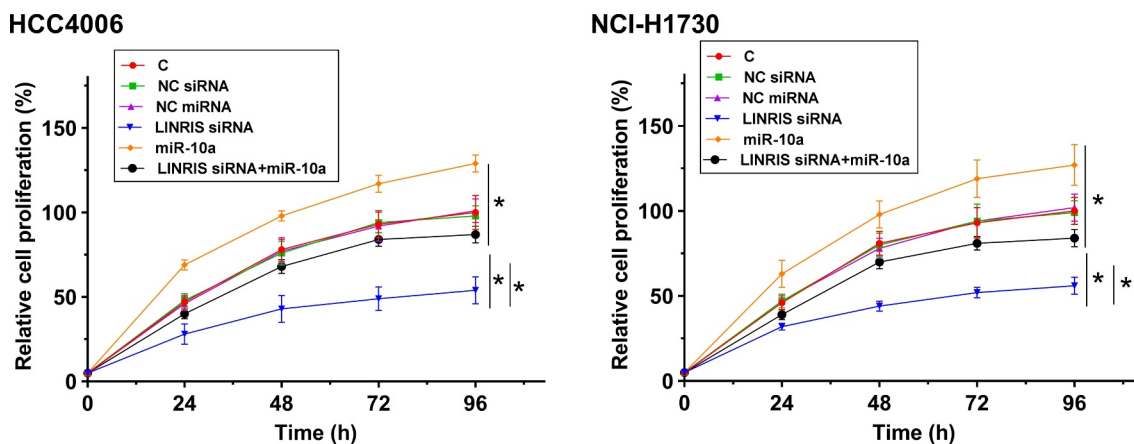 HCC4006
C
NC siRNA
NC miRNA
LINRIS siRNA
miR-10a
LINRIS siRNA+miR-10a
Relative cell proliferation (%)
150
100
50
0
0 24 48 72 96
Time (h)
*
* *
NCI-H1730
C
NC siRNA
NC miRNA
LINRIS siRNA
miR-10a
LINRIS siRNA+miR-10a
Relative cell proliferation (%)
150
100
50
0
0 24 48 72 96
Time (h)
*
* *